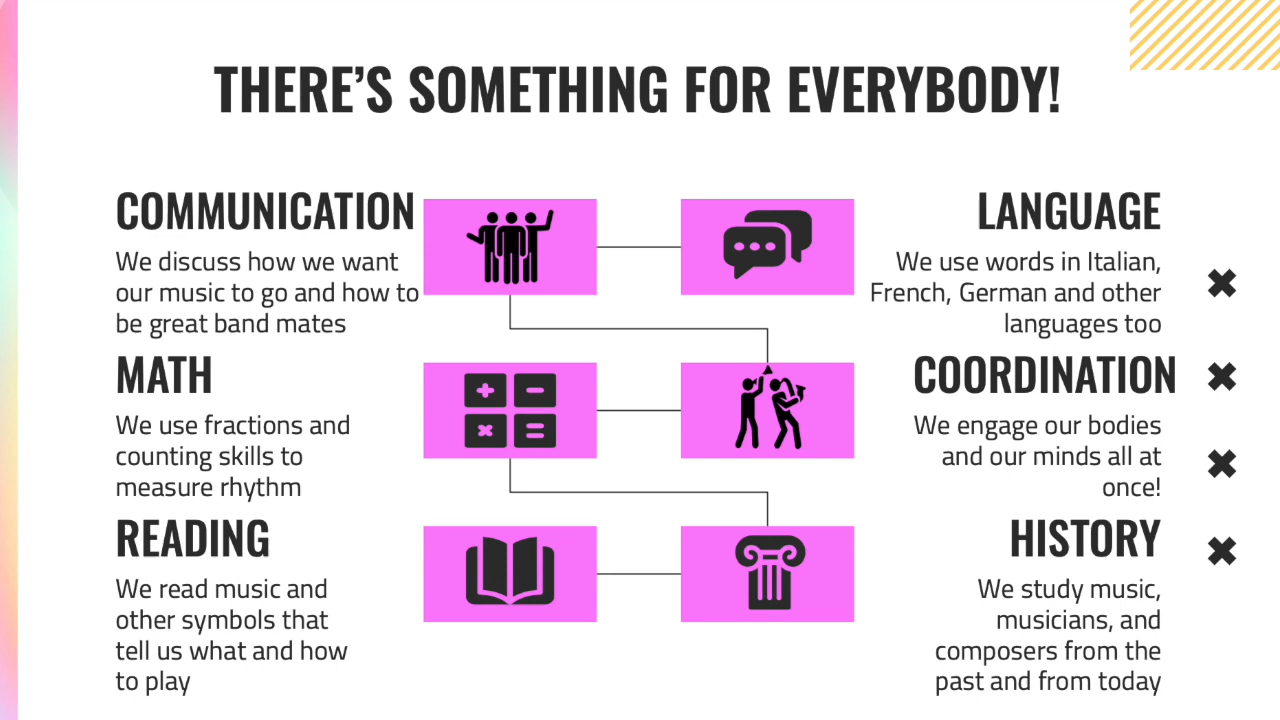 THERE’S SOMETHING FOR EVERYBODY!
COMMUNICATION
We discuss how we want
our music to go and how to
be great band mates
LANGUAGE
We use words in Italian,
French, German and other
languages too
MATH
We use fractions and
counting skills to
measure rhythm
COORDINATION
We engage our bodies
and our minds all at
once!
READING
We read music and
other symbols that
tell us what and how
to play
HISTORY
We study music,
musicians, and
composers from the
past and from today